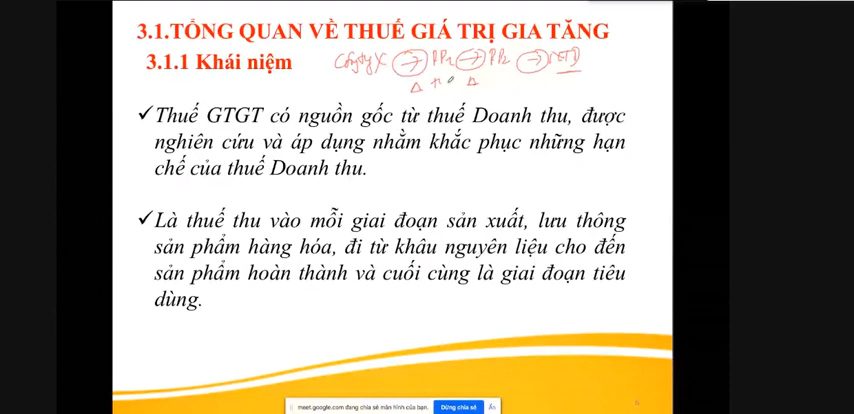 3.1.TỔNG QUAN VỀ THUẾ GIÁ TRỊ GIA TĂNG
3.1.1 Khái niệm
✓Thuế GTGT có nguồn gốc từ thuế Doanh thu, được
nghiên cứu và áp dụng nhằm khắc phục những hạn
chế của thuế Doanh thu.
✓Là thuế thu vào mỗi giai đoạn sản xuất, lưu thông
sản phẩm hàng hóa, đi từ khâu nguyên liệu cho đến
sản phẩm hoàn thành và cuối cùng là giai đoạn tiêu
dùng.
meet.google.com đang chia sẻ màn hình của bạn. Dừng chia sẻ Ẩn